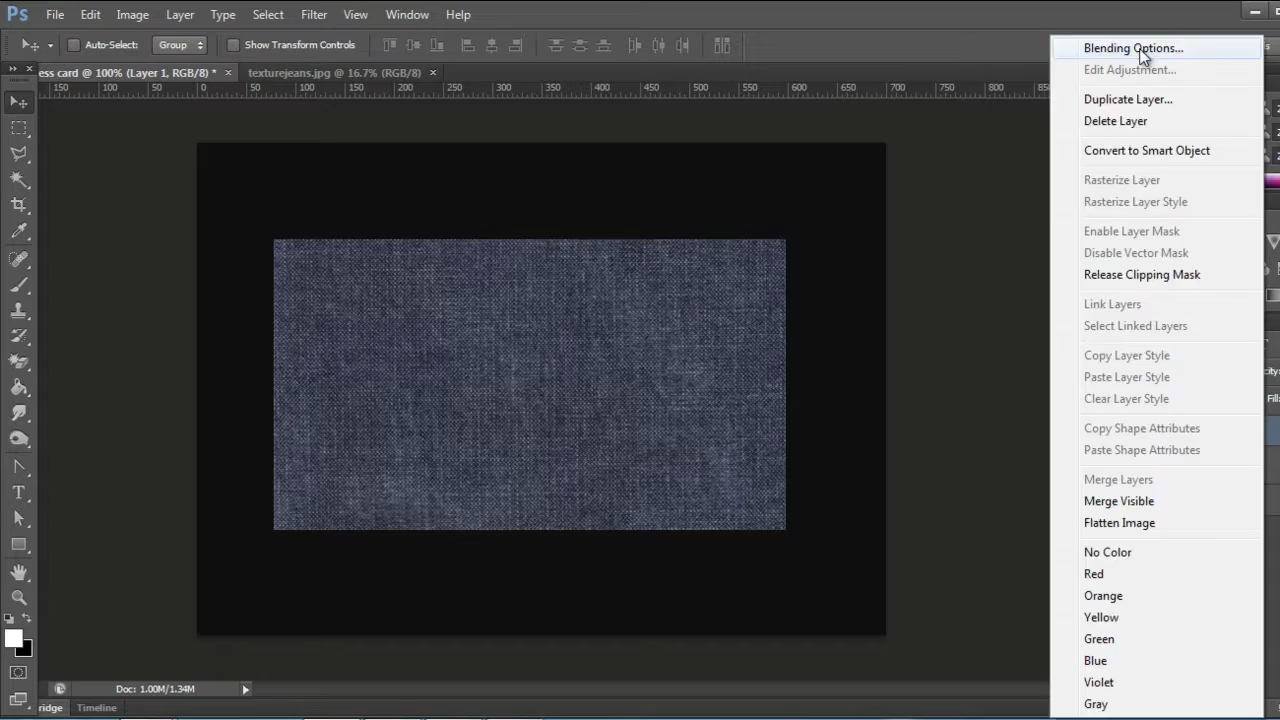 Ps File Edit Image Layer Type Select Filter View Window Help
Auto-Select: Group Show Transform Controls
ess card @ 100% (Layer 1, RGB/8) * × texturejeans.jpg @ 16.7% (RGB/8) ×
150 100 50 0 50 100 150 200 250 300 350 400 450 500 550 600 650 700 750 800
Blending Options...
Edit Adjustment...
Duplicate Layer...
Delete Layer
Convert to Smart Object
Rasterize Layer
Rasterize Layer Style
Enable Layer Mask
Disable Vector Mask
Release Clipping Mask
Link Layers
Select Linked Layers
Copy Layer Style
Paste Layer Style
Clear Layer Style
Copy Shape Attributes
Paste Shape Attributes
Merge Layers
Merge Visible
Flatten Image
No Color
Red
Orange
Yellow
Green
Blue
Violet
Gray
Doc: 1.00M/1.34M
ridge Timeline